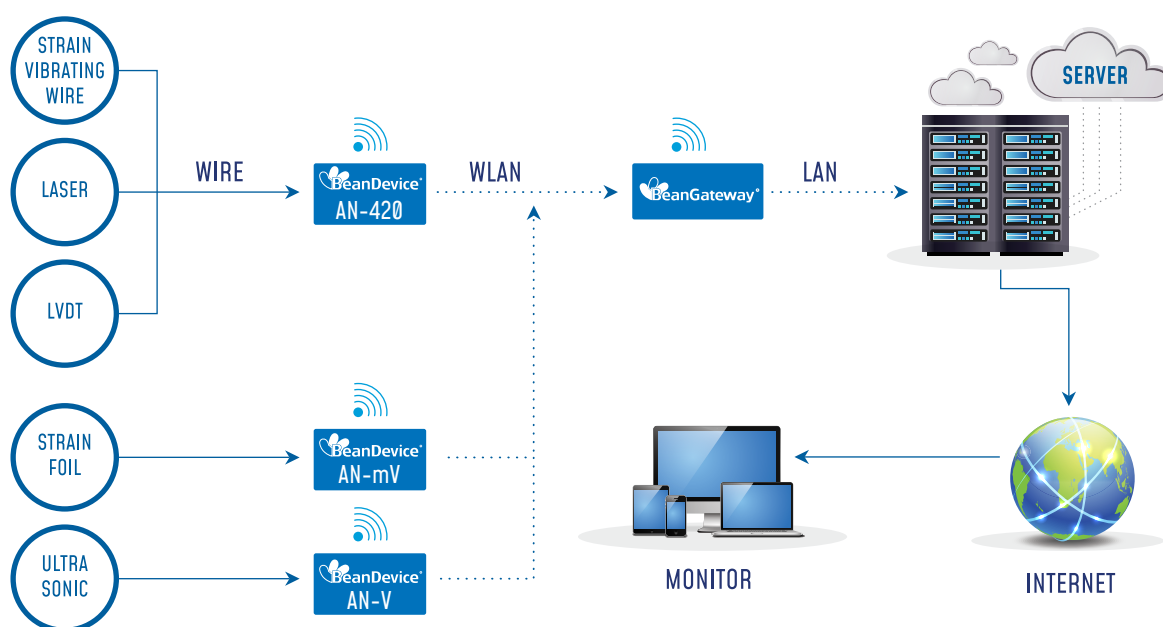 STRAIN
VIBRATING
WIRE
SERVER
LASER
WIRE
BeanDevice®
AN-420
WLAN
BeanGateway®
LAN
LVDT
STRAIN
FOIL
BeanDevice®
AN-mV
ULTRA
SONIC
BeanDevice®
AN-V
MONITOR
INTERNET